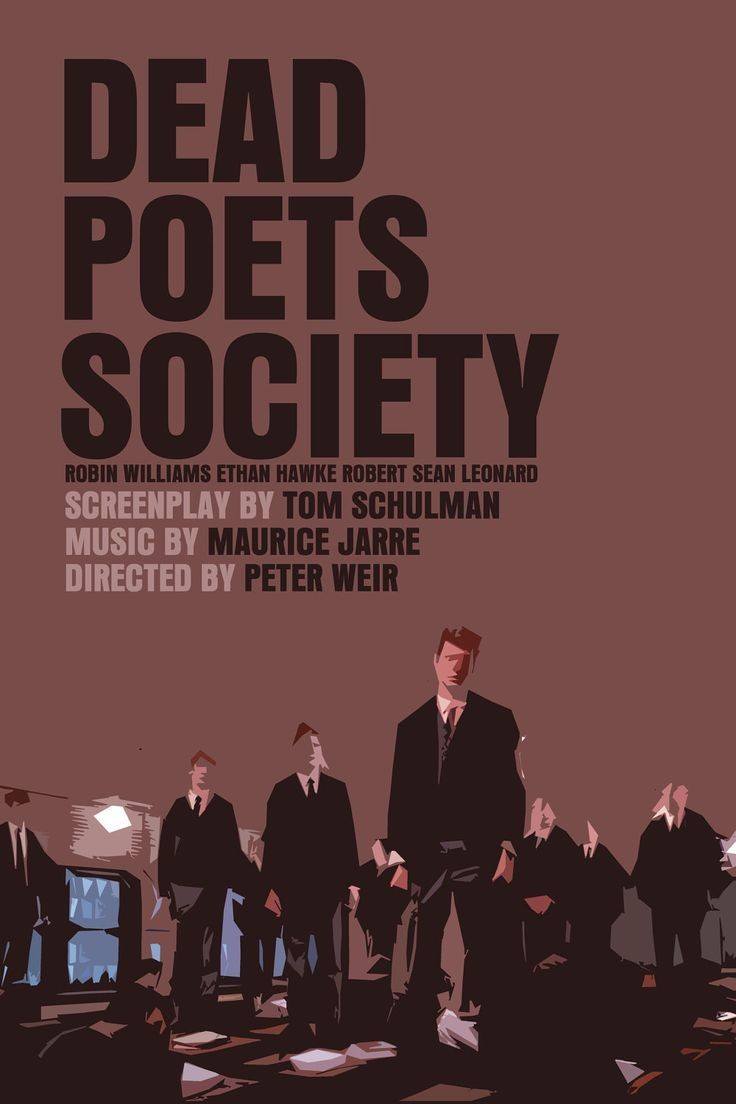 DEAD
POETS
SOCIETY
ROBIN WILLIAMS ETHAN HAWKE ROBERT SEAN LEONARD
SCREENPLAY BY TOM SCHULMAN
MUSIC BY MAURICE JARRE
DIRECTED BY PETER WEIR